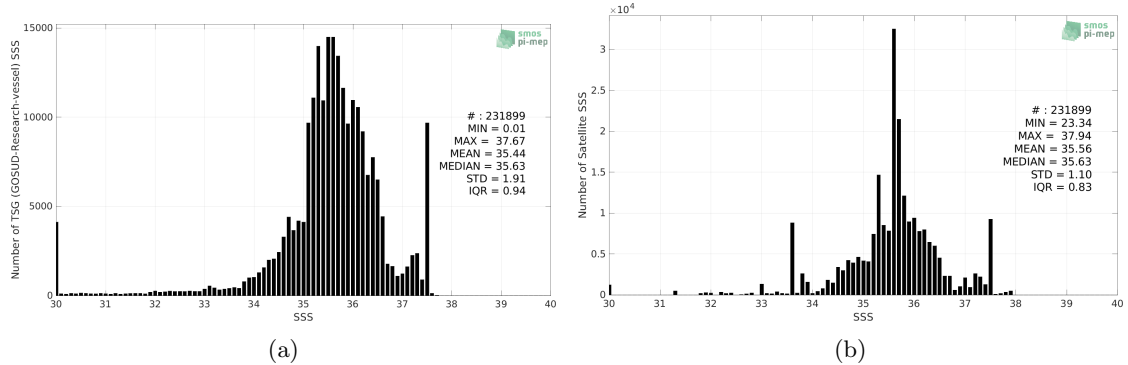 Number of TSG (GOSUD-Research-vessel) SSS
15000
10000
5000
0
30 31 32 33 34 35 36 37 38 39 40
SSS
smos
pi-mep
# : 231899
MIN = 0.01
MAX = 37.67
MEAN = 35.44
MEDIAN = 35.63
STD = 1.91
IQR = 0.94
(a)
×10⁴
Number of Satellite SSS
3
2.5
2
1.5
1
0.5
0
30 31 32 33 34 35 36 37 38 39 40
SSS
smos
pi-mep
# : 231899
MIN = 23.34
MAX = 37.94
MEAN = 35.56
MEDIAN = 35.63
STD = 1.10
IQR = 0.83
(b)